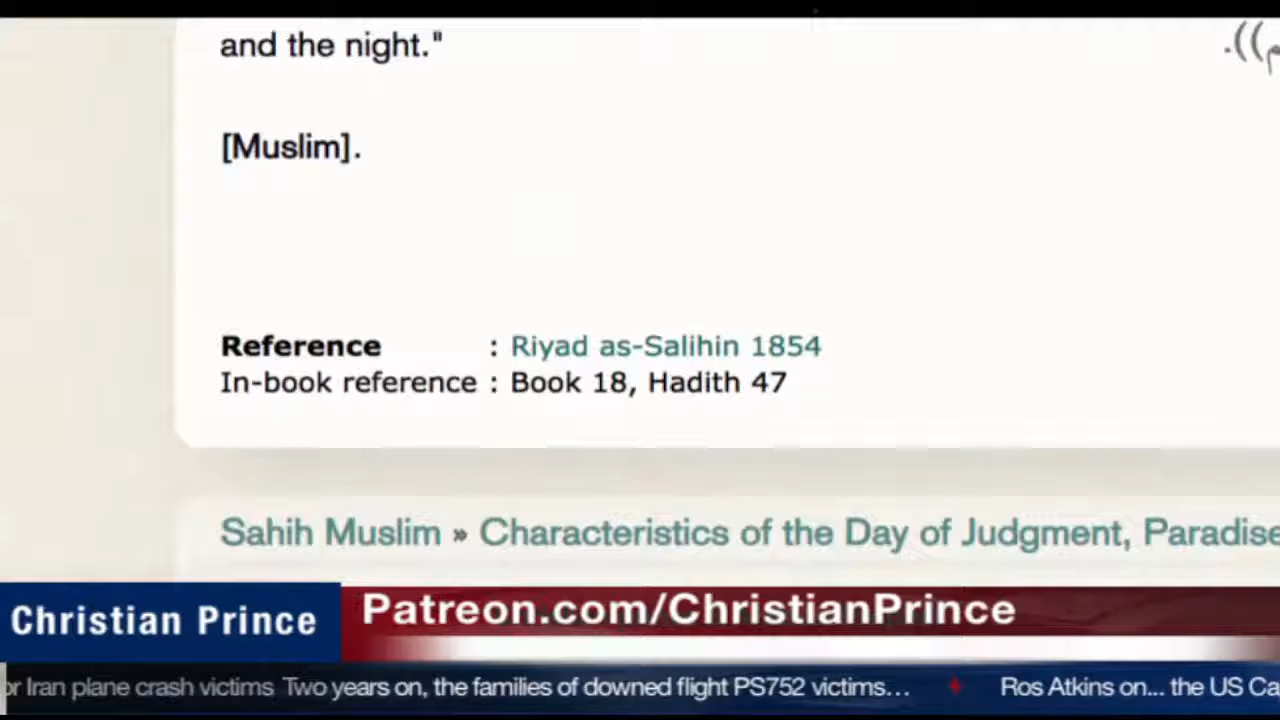 and the night."
م)).
[Muslim].
Reference : Riyad as-Salihin 1854
In-book reference : Book 18, Hadith 47
Sahih Muslim » Characteristics of the Day of Judgment, Paradise
Christian Prince
Patreon.com/ChristianPrince
or Iran plane crash victims Two years on, the families of downed flight PS752 victims... Ros Atkins on... the US Ca